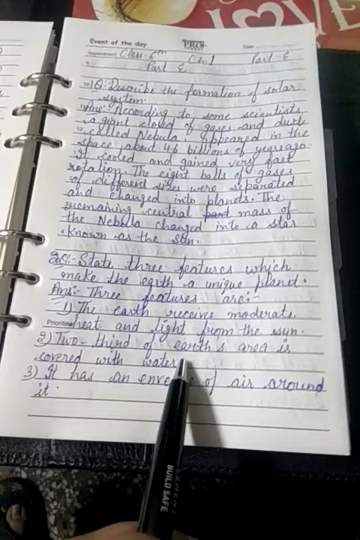 Event of the day
Date
Appointment Class-6th Ch.1 Part E
Part E
1Q. Describe the formation of solar
system.
Ans:- According to some scientists,
a giant cloud of gases and dust
called Nebula appeared in the
space about 4.6 billions of years ago.
It cooled and gained very fast
rotation. The eight balls of gases
of different sizes were separated
and changed into planets. The
remaining central mass of
the Nebula changed into a star
known as the sun.
2Q:- State three features which
make the earth a unique planet.
Ans:- Three features are:-
1) The earth receive moderate
Priorities heat and light from the sun.
2) Two-third of earth's area is
covered with water
3) It has an of air around
it.
BUILD SAFE